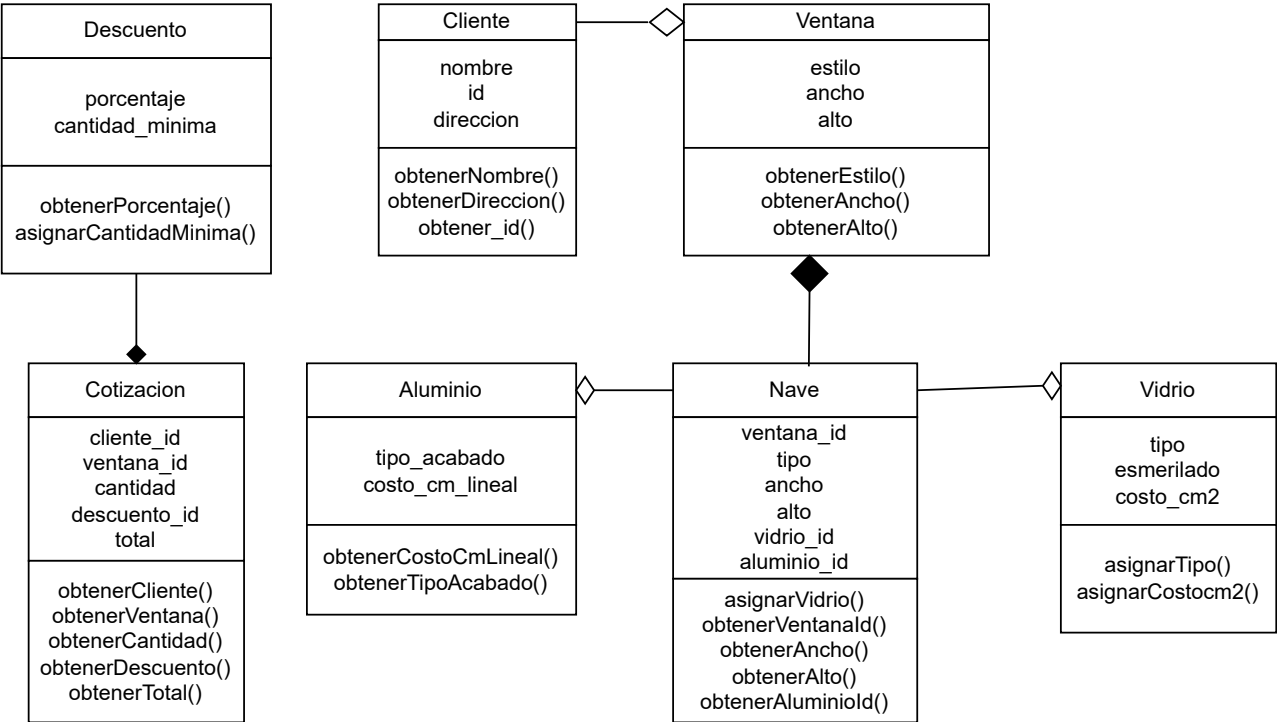 Descuento
porcentaje
cantidad_minima
obtenerPorcentaje()
asignarCantidadMinima()
Cliente
nombre
id
direccion
obtenerNombre()
obtenerDireccion()
obtener_id()
Ventana
estilo
ancho
alto
obtenerEstilo()
obtenerAncho()
obtenerAlto()
Cotizacion
cliente_id
ventana_id
cantidad
descuento_id
total
obtenerCliente()
obtenerVentana()
obtenerCantidad()
obtenerDescuento()
obtenerTotal()
Aluminio
tipo_acabado
costo_cm_lineal
obtenerCostoCmLineal()
obtenerTipoAcabado()
Nave
ventana_id
tipo
ancho
alto
vidrio_id
aluminio_id
asignarVidrio()
obtenerVentanaId()
obtenerAncho()
obtenerAlto()
obtenerAluminioId()
Vidrio
tipo
esmerilado
costo_cm2
asignarTipo()
asignarCostocm2()